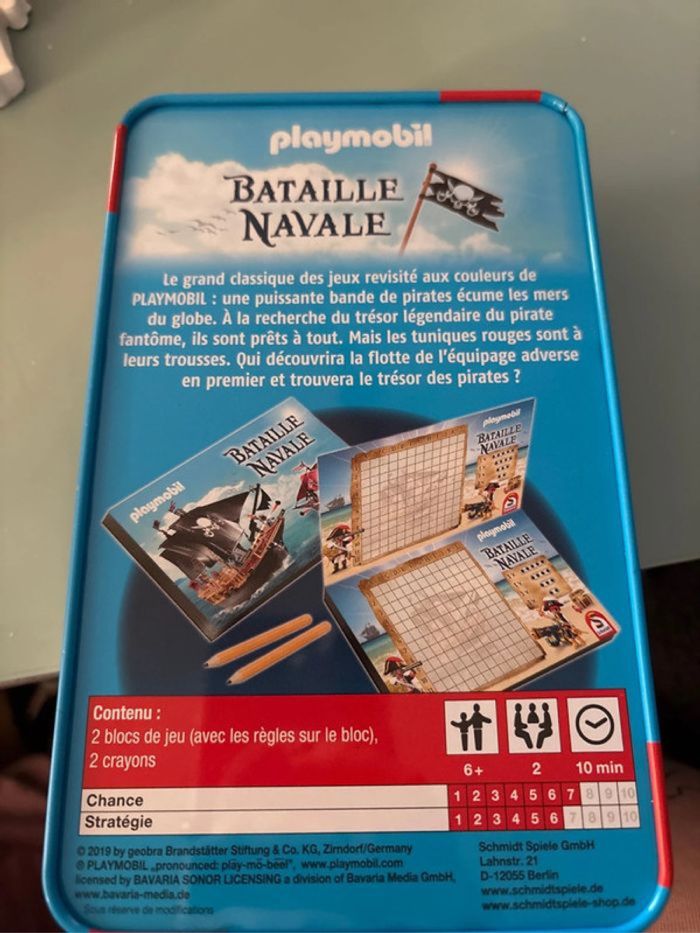 playmobil
BATAILLE
NAVALE
Le grand classique des jeux revisité aux couleurs de
PLAYMOBIL : une puissante bande de pirates écume les mers
du globe. À la recherche du trésor légendaire du pirate
fantôme, ils sont prêts à tout. Mais les tuniques rouges sont à
leurs trousses. Qui découvrira la flotte de l'équipage adverse
en premier et trouvera le trésor des pirates ?
playmobil
BATAILLE
NAVALE
playmobil
BATAILLE
NAVALE
playmobil
BATAILLE
NAVALE
Contenu :
2 blocs de jeu (avec les règles sur le bloc),
2 crayons
6+ 2 10 min
Chance 1 2 3 4 5 6 7 8 9 10
Stratégie 1 2 3 4 5 6 7 8 9 10
© 2019 by geobra Brandstätter Stiftung & Co. KG, Zirndorf/Germany
® PLAYMOBIL „pronounced: play-mo-beel", www.playmobil.com
licensed by BAVARIA SONOR LICENSING a division of Bavaria Media GmbH,
www.bavaria-media.de
Sous réserve de modifications
Schmidt Spiele GmbH
Lahnstr. 21
D-12055 Berlin
www.schmidtspiele.de
www.schmidtspiele-shop.de